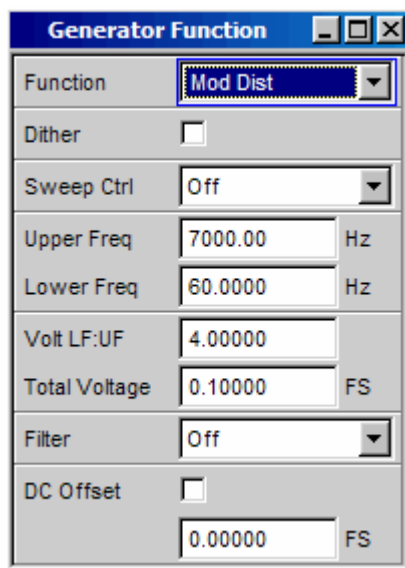 Generator Function
Function Mod Dist
Dither
Sweep Ctrl Off
Upper Freq 7000.00 Hz
Lower Freq 60.0000 Hz
Volt LF:UF 4.00000
Total Voltage 0.10000 FS
Filter Off
DC Offset
0.00000 FS